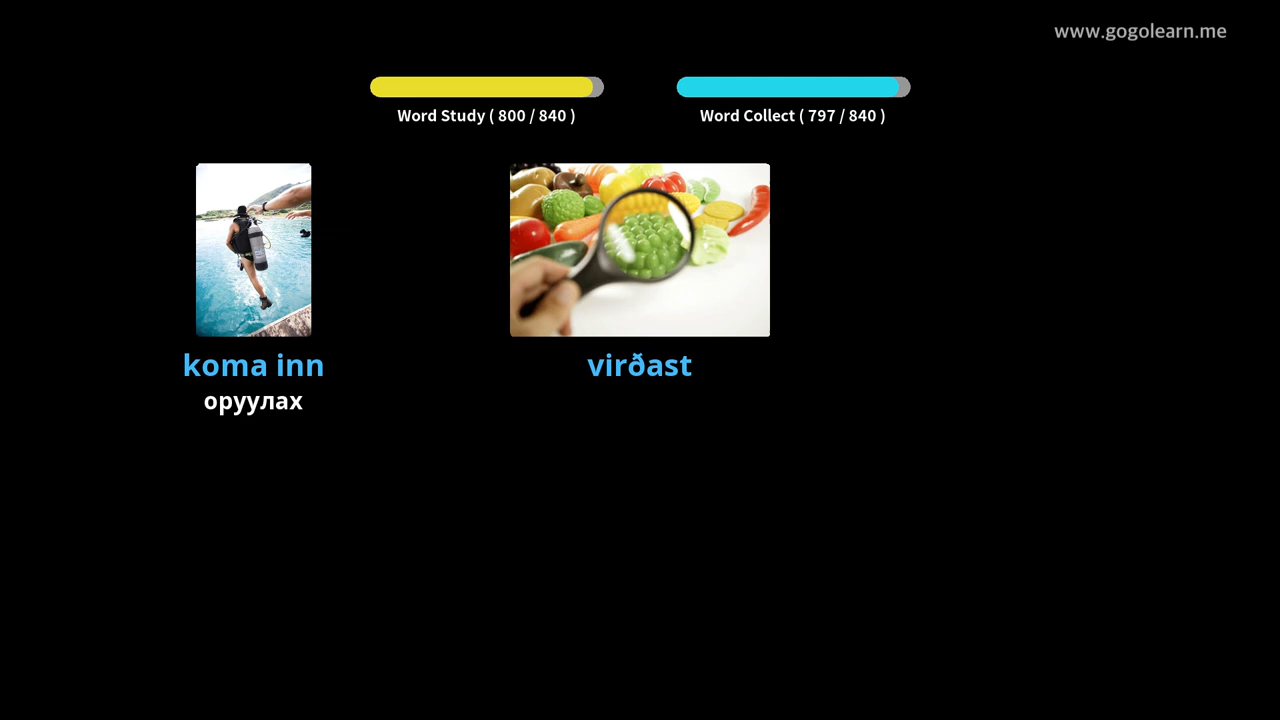 www.gogolearn.me
Word Study ( 800 / 840 )
Word Collect ( 797 / 840 )
koma inn
оруулах
virðast